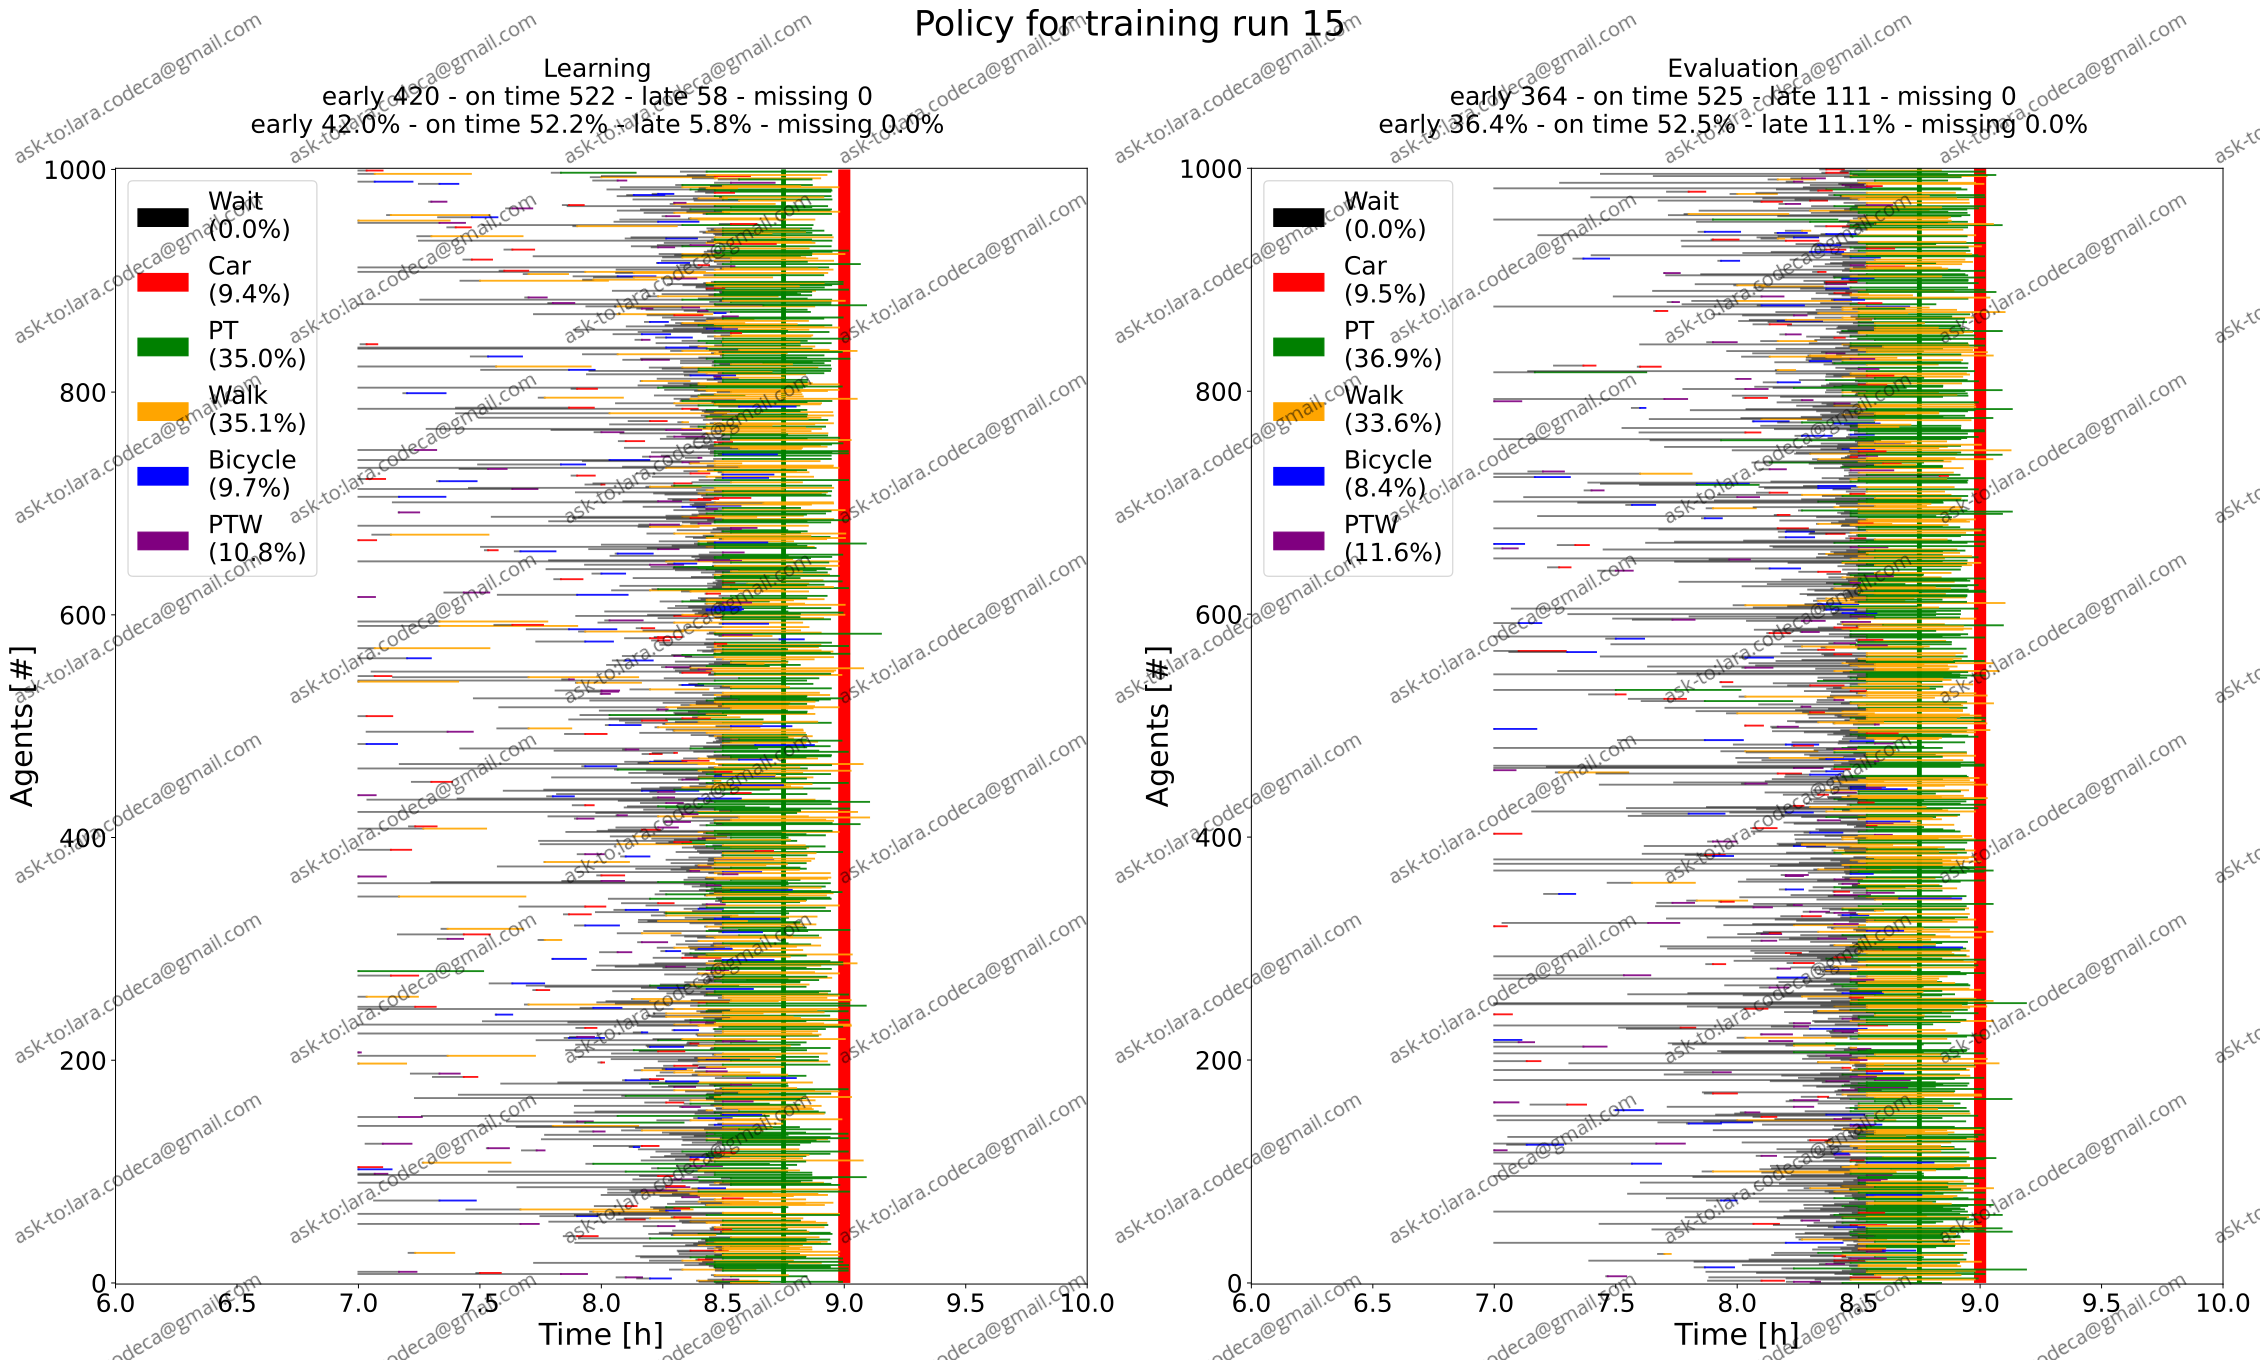 Policy for training run 15
Learning
early 420 - on time 522 - late 58 - missing 0
early 42.0% - on time 52.2% - late 5.8% - missing 0.0%
1000
800
600
400
200
0
Agents [#]
Wait
(0.0%)
Car
(9.4%)
PT
(35.0%)
Walk
(35.1%)
Bicycle
(9.7%)
PTW
(10.8%)
6.0 6.5 7.0 7.5 8.0 8.5 9.0 9.5 10.0
Time [h]
Evaluation
early 364 - on time 525 - late 111 - missing 0
early 36.4% - on time 52.5% - late 11.1% - missing 0.0%
1000
800
600
400
200
0
Agents [#]
Wait
(0.0%)
Car
(9.5%)
PT
(36.9%)
Walk
(33.6%)
Bicycle
(8.4%)
PTW
(11.6%)
6.0 6.5 7.0 7.5 8.0 8.5 9.0 9.5 10.0
Time [h]
ask-to:lara.codeca@gmail.com